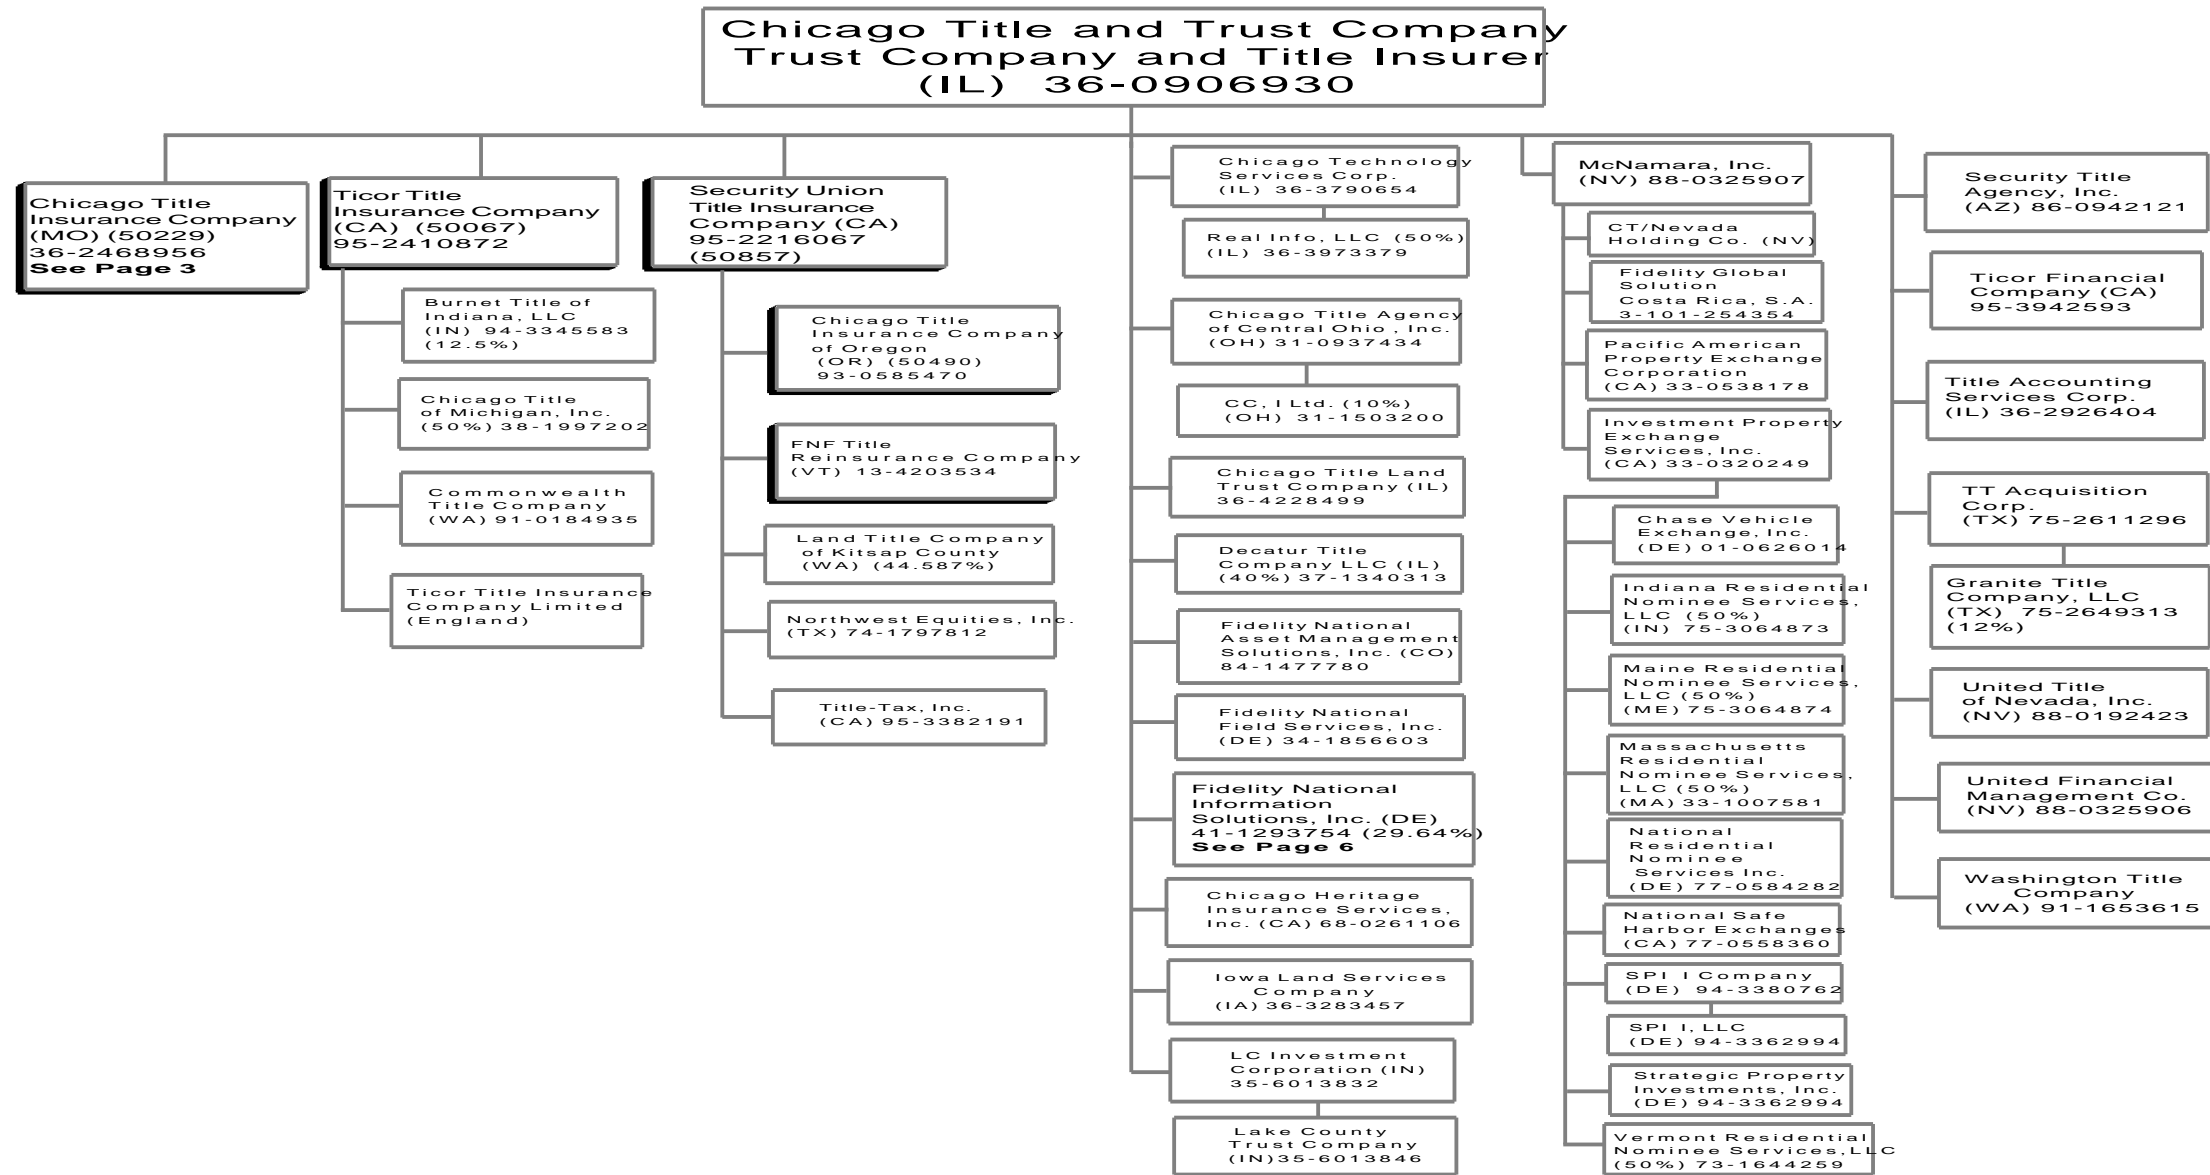 Chicago Title and Trust Company
Trust Company and Title Insurer
(IL) 36-0906930
Chicago Title
Insurance Company
(MO) (50229)
36-2468956
See Page 3
Ticor Title
Insurance Company
(CA) (50067)
95-2410872
Burnet Title of
Indiana, LLC
(IN) 94-3345583
(12.5%)
Chicago Title
of Michigan, Inc.
(50%) 38-1997202
Commonwealth
Title Company
(WA) 91-0184935
Ticor Title Insurance
Company Limited
(England)
Security Union
Title Insurance
Company (CA)
95-2216067
(50857)
Chicago Title
Insurance Company
of Oregon
(OR) (50490)
93-0585470
FNF Title
Reinsurance Company
(VT) 13-4203534
Land Title Company
of Kitsap County
(WA) (44.587%)
Northwest Equities, Inc.
(TX) 74-1797812
Title-Tax, Inc.
(CA) 95-3382191
Chicago Technology
Services Corp.
(IL) 36-3790654
Real Info, LLC (50%)
(IL) 36-3973379
Chicago Title Agency
of Central Ohio , Inc.
(OH) 31-0937434
CC, I Ltd. (10%)
(OH) 31-1503200
Chicago Title Land
Trust Company (IL)
36-4228499
Decatur Title
Company LLC (IL)
(40%) 37-1340313
Fidelity National
Asset Management
Solutions, Inc. (CO)
84-1477780
Fidelity National
Field Services, Inc.
(DE) 34-1856603
Fidelity National
Information
Solutions, Inc. (DE)
41-1293754 (29.64%)
See Page 6
Chicago Heritage
Insurance Services,
Inc. (CA) 68-0261106
Iowa Land Services
Company
(IA) 36-3283457
LC Investment
Corporation (IN)
35-6013832
Lake County
Trust Company
(IN)35-6013846
McNamara, Inc.
(NV) 88-0325907
CT/Nevada
Holding Co. (NV)
Fidelity Global
Solution
Costa Rica, S.A.
3-101-254354
Pacific American
Property Exchange
Corporation
(CA) 33-0538178
Investment Property
Exchange
Services, Inc.
(CA) 33-0320249
Chase Vehicle
Exchange, Inc.
(DE) 01-0626014
Indiana Residential
Nominee Services,
LLC (50%)
(IN) 75-3064873
Maine Residential
Nominee Services,
LLC (50%)
(ME) 75-3064874
Massachusetts
Residential
Nominee Services,
LLC (50%)
(MA) 33-1007581
National
Residential
Nominee
Services Inc.
(DE) 77-0584282
National Safe
Harbor Exchanges
(CA) 77-0558360
SPI I Company
(DE) 94-3380762
SPI I, LLC
(DE) 94-3362994
Strategic Property
Investments, Inc.
(DE) 94-3362994
Vermont Residential
Nominee Services, LLC
(50%) 73-1644259
Security Title
Agency, Inc.
(AZ) 86-0942121
Ticor Financial
Company (CA)
95-3942593
Title Accounting
Services Corp.
(IL) 36-2926404
TT Acquisition
Corp.
(TX) 75-2611296
Granite Title
Company, LLC
(TX) 75-2649313
(12%)
United Title
of Nevada, Inc.
(NV) 88-0192423
United Financial
Management Co.
(NV) 88-0325906
Washington Title
Company
(WA) 91-1653615